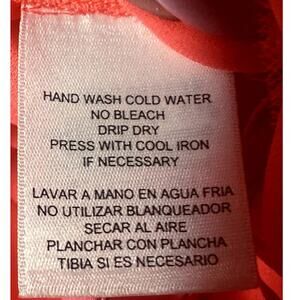 HAND WASH COLD WATER
NO BLEACH
DRIP DRY
PRESS WITH COOL IRON
IF NECESSARY
LAVAR A MANO EN AGUA FRIA
NO UTILIZAR BLANQUEADOR
SECAR AL AIRE
PLANCHAR CON PLANCHA
TIBIA SI ES NECESARIO